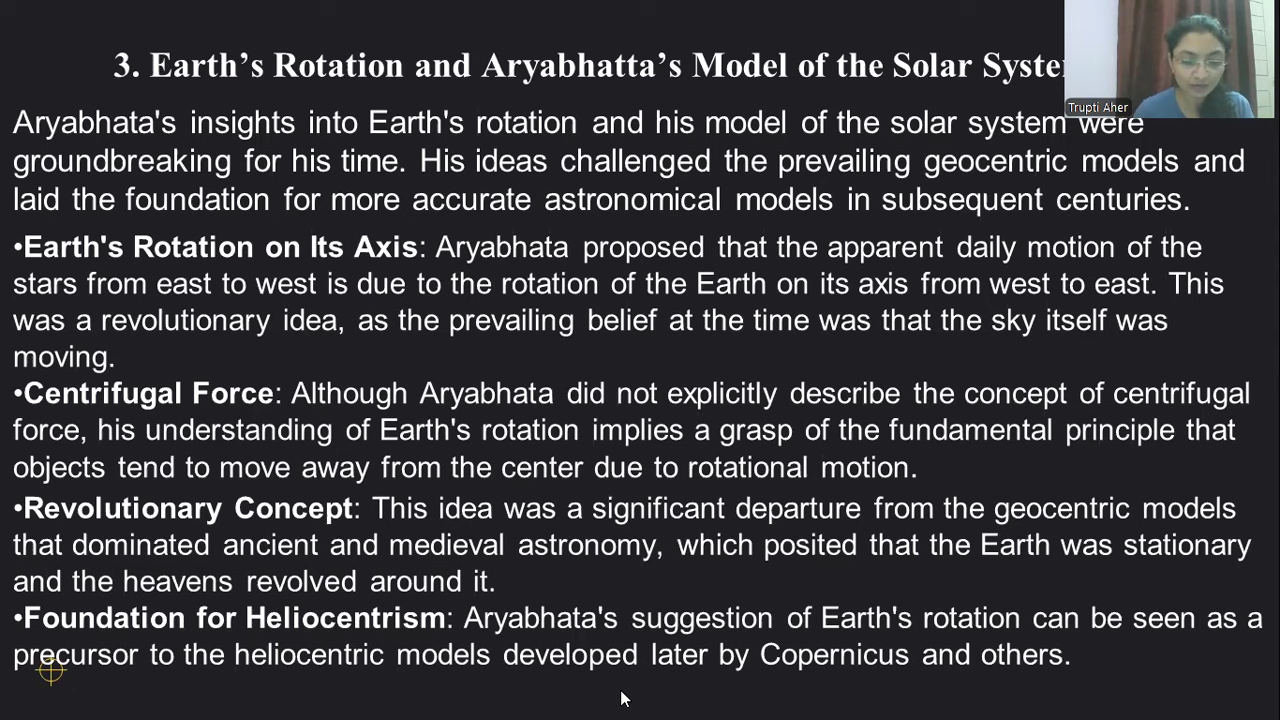 3. Earth’s Rotation and Aryabhatta’s Model of the Solar
Trupti Aher
Aryabhata's insights into Earth's rotation and his model of the solar system were
groundbreaking for his time. His ideas challenged the prevailing geocentric models and
laid the foundation for more accurate astronomical models in subsequent centuries.
•Earth's Rotation on Its Axis: Aryabhata proposed that the apparent daily motion of the
stars from east to west is due to the rotation of the Earth on its axis from west to east. This
was a revolutionary idea, as the prevailing belief at the time was that the sky itself was
moving.
•Centrifugal Force: Although Aryabhata did not explicitly describe the concept of centrifugal
force, his understanding of Earth's rotation implies a grasp of the fundamental principle that
objects tend to move away from the center due to rotational motion.
•Revolutionary Concept: This idea was a significant departure from the geocentric models
that dominated ancient and medieval astronomy, which posited that the Earth was stationary
and the heavens revolved around it.
•Foundation for Heliocentrism: Aryabhata's suggestion of Earth's rotation can be seen as a
precursor to the heliocentric models developed later by Copernicus and others.